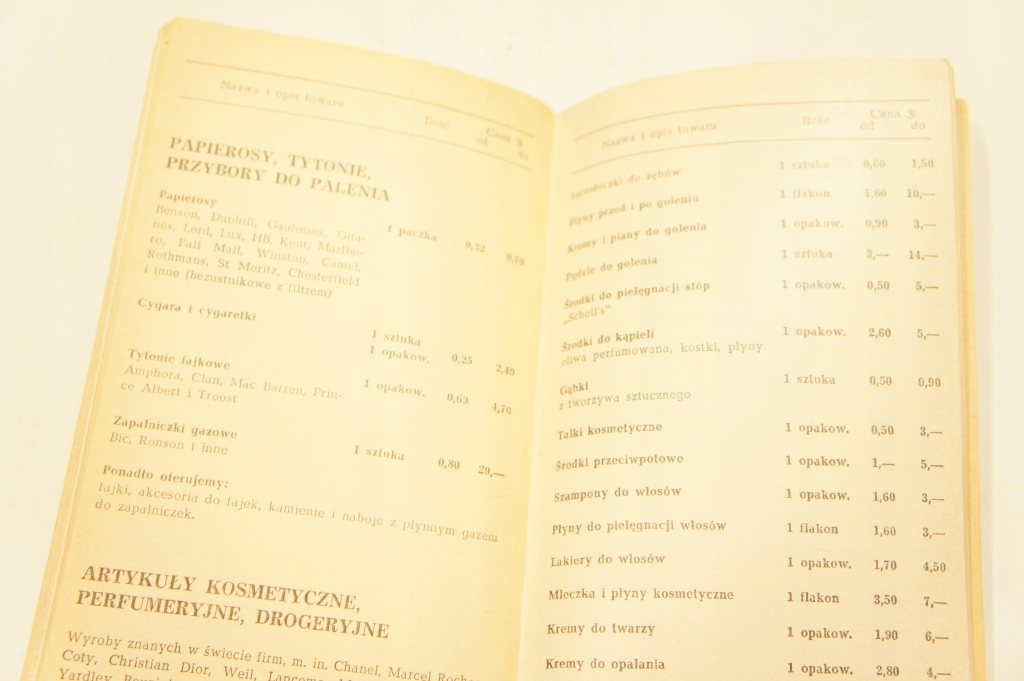 Nazwa i opis towaru Ilość Cena $
od do
PAPIEROSY, TYTONIE,
PRZYBORY DO PALENIA
Papierosy 1 paczka 0,32
Benson, Dunhill, Gauloises, Gita-
nes, Lord, Lux, HB, Kent, Marlbo-
ro, Pall Mall, Winston, Camel,
Rothmans, St Moritz, Chesterfield
i inne (bezustnikowe z filtrem)
Cygara i cygaretki 1 sztuka
1 opakow. 0,25 2,40
Tytonie fajkowe 1 opakow. 0,60 4,70
Amphora, Clan, Mac Barren, Prin-
ce Albert i Troost
Zapalniczki gazowe 1 sztuka 0,80 29,—
Bic, Ronson i inne
Ponadto oferujemy:
fajki, akcesoria do fajek, kamienie i naboje z płynnym gazem
do zapalniczek.
ARTYKUŁY KOSMETYCZNE,
PERFUMERYJNE, DROGERYJNE
Wyroby znanych w świecie firm, m. in. Chanel, Marcel
Coty, Christian Dior, Weil,
Yardley,
Nazwa i opis towaru Ilość Cena $
od do
Szczoteczki do zębów 1 sztuka 0,60 1,50
Płyny przed i po goleniu 1 flakon 1,60 10,—
Kremy i piany do golenia 1 opakow. 0,90 3,—
Pędzle do golenia 1 sztuka 3,— 14,—
Środki do pielęgnacji stóp 1 opakow. 0,50 5,—
„Scholl's”
Środki do kąpieli 1 opakow. 2,60 5,—
oliwa perfumowana, kostki, płyny
Gąbki 1 sztuka 0,50 0,90
z tworzywa sztucznego
Talki kosmetyczne 1 opakow. 0,50 3,—
Środki przeciwpotowe 1 opakow. 1,— 5,—
Szampony do włosów 1 opakow. 1,60 3,—
Płyny do pielęgnacji włosów 1 flakon 1,60 3,—
Lakiery do włosów 1 opakow. 1,70 4,50
Mleczka i płyny kosmetyczne 1 flakon 3,50 7,—
Kremy do twarzy 1 opakow. 1,90 6,—
Kremy do opalania 1 opakow. 2,80 4,—